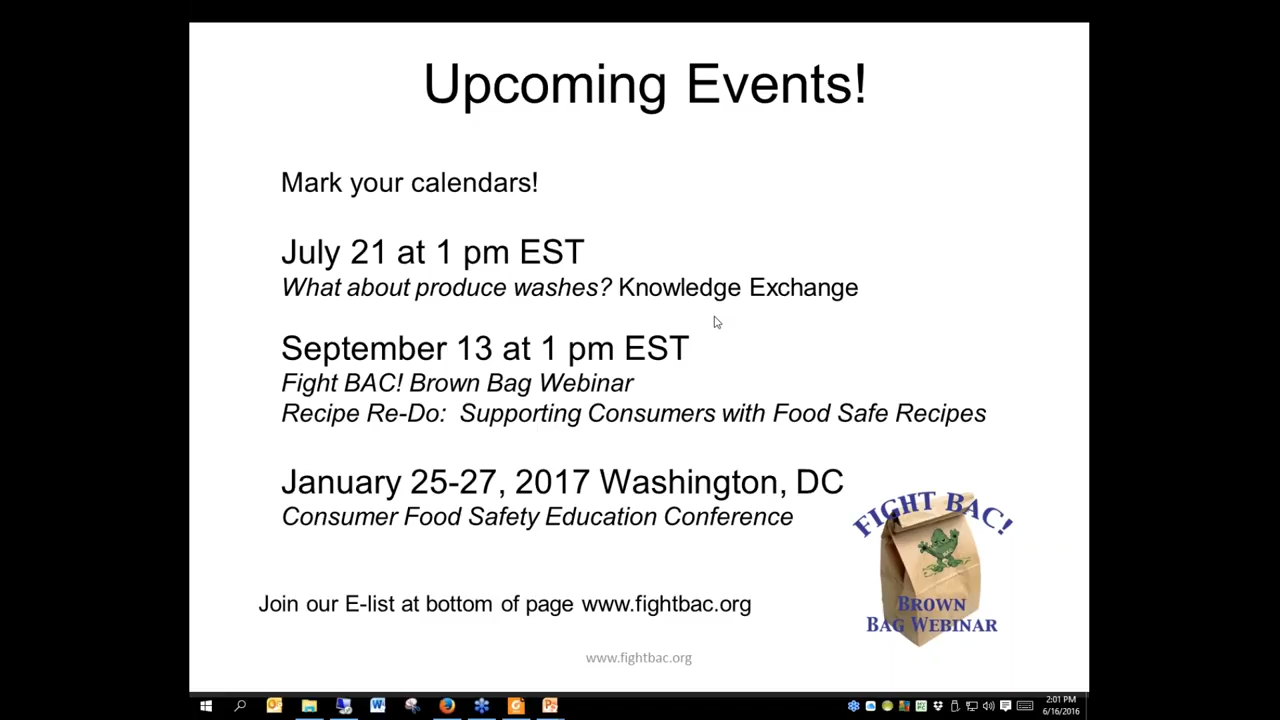 Upcoming Events!
Mark your calendars!
July 21 at 1 pm EST
What about produce washes? Knowledge Exchange
September 13 at 1 pm EST
Fight BAC! Brown Bag Webinar
Recipe Re-Do:  Supporting Consumers with Food Safe Recipes
January 25-27, 2017 Washington, DC
Consumer Food Safety Education Conference
FIGHT BAC!
BROWN
BAG WEBINAR
Join our E-list at bottom of page www.fightbac.org
www.fightbac.org
2:01 PM
6/16/2016